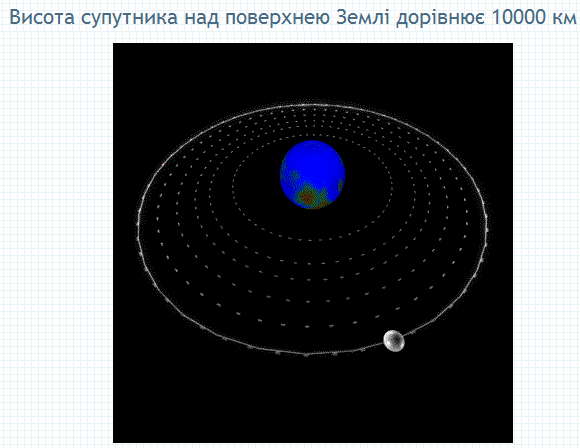 Висота супутника над поверхнею Землі дорівнює 10000 км